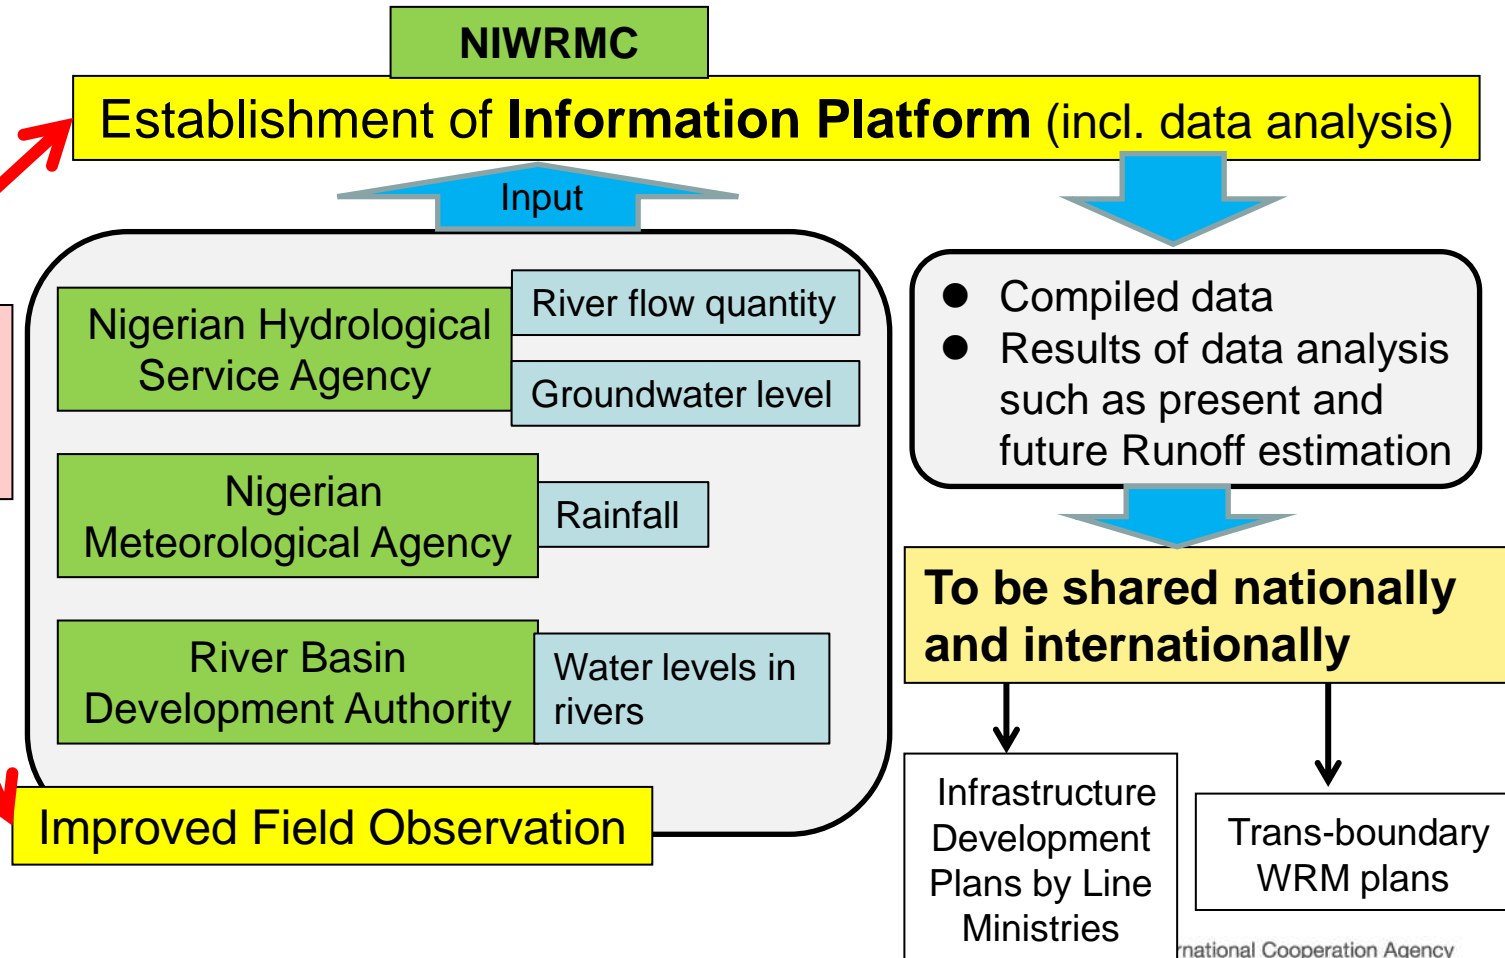 NIWRMC
Establishment of Information Platform (incl. data analysis)
Input
Nigerian Hydrological
Service Agency
River flow quantity
Groundwater level
Nigerian
Meteorological Agency
Rainfall
River Basin
Development Authority
Water levels in
rivers
Improved Field Observation
● Compiled data
● Results of data analysis
such as present and
future Runoff estimation
To be shared nationally
and internationally
Infrastructure
Development
Plans by Line
Ministries
Trans-boundary
WRM plans
Cooperation Agency